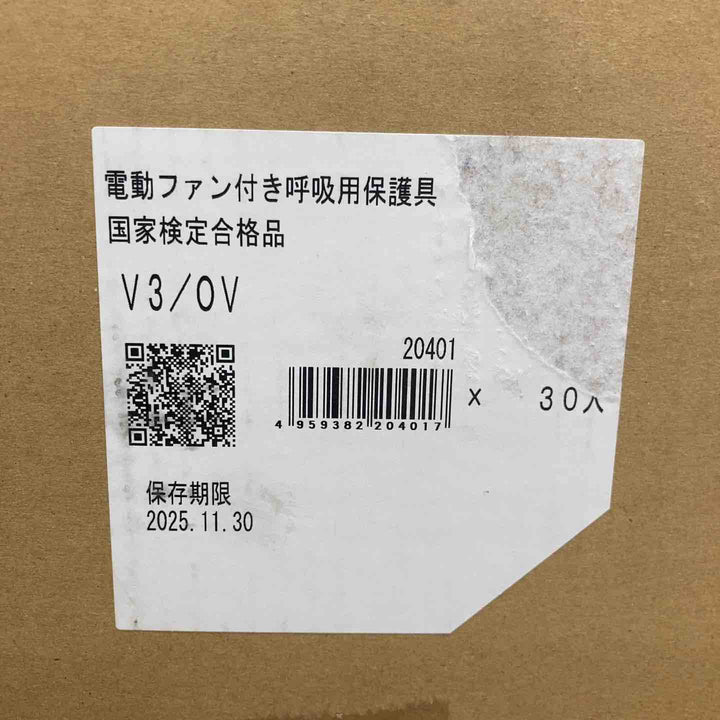 電動ファン付き呼吸用保護具
国家検定合格品
V3/OV
20401
4 959382 204017
× 30入
保存期限
2025.11.30